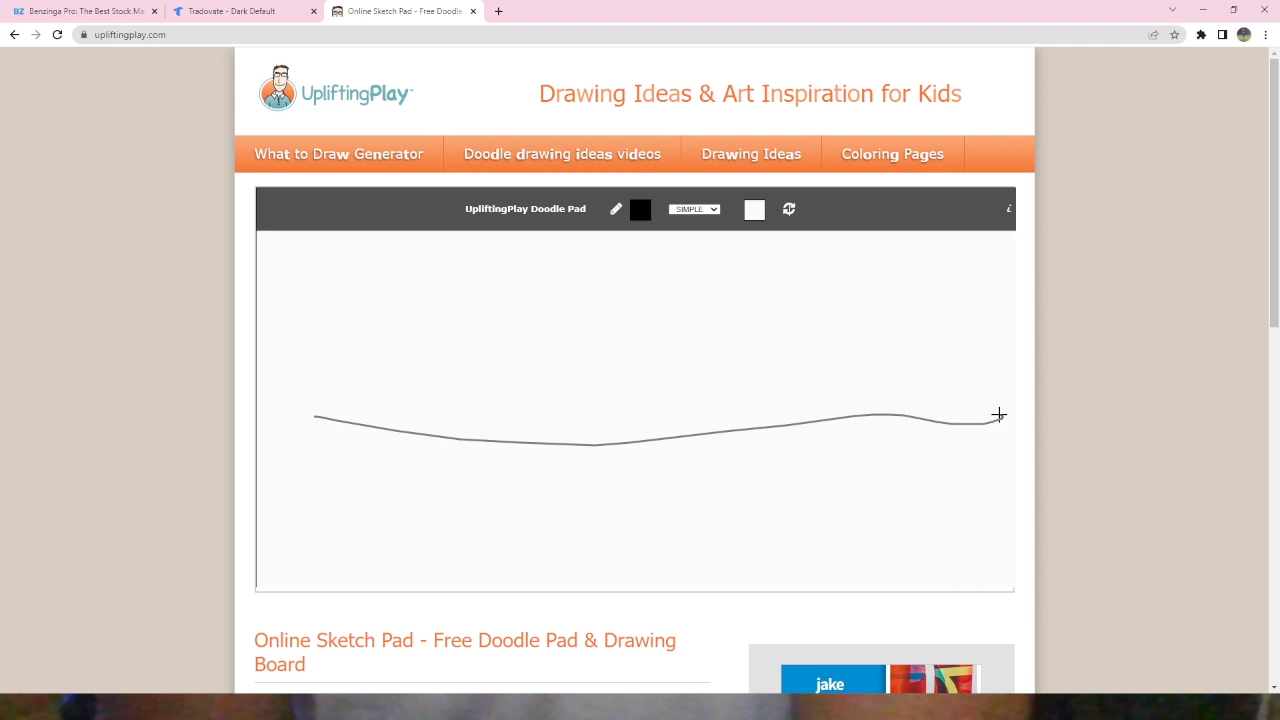 Benzinga Pro: The Best Stock Ma
Tradovate - Dark Default
Online Sketch Pad - Free Doodle
upliftingplay.com
UpliftingPlay
Drawing Ideas & Art Inspiration for Kids
What to Draw Generator
Doodle drawing ideas videos
Drawing Ideas
Coloring Pages
UpliftingPlay Doodle Pad
SIMPLE
i
Online Sketch Pad - Free Doodle Pad & Drawing
Board
jake